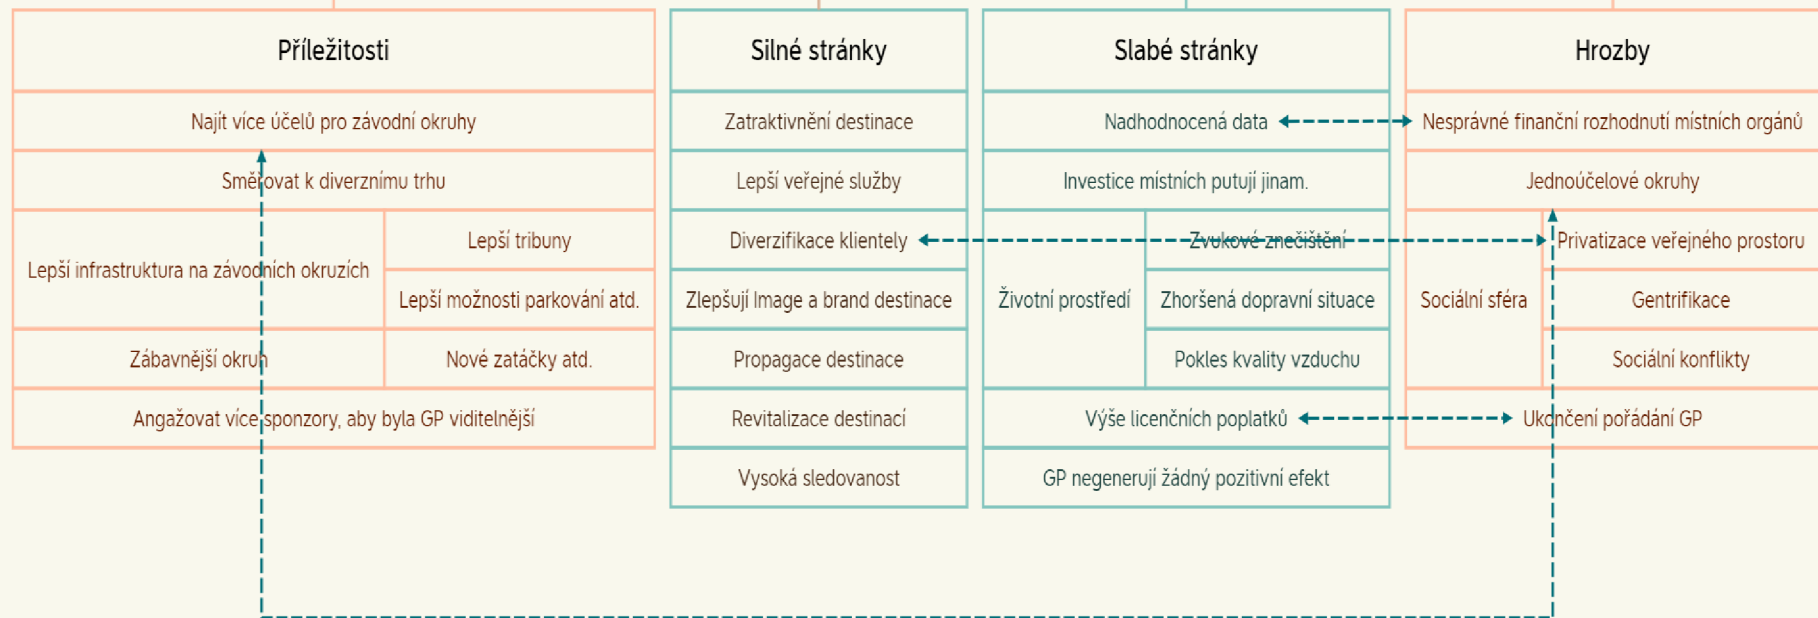 Příležitosti
Najít více účelů pro závodní okruhy
Směřovat k diverznímu trhu
Lepší infrastruktura na závodních okruzích
Lepší tribuny
Lepší možnosti parkování atd.
Zábavnější okruh
Nové zatáčky atd.
Angažovat více sponzory, aby byla GP viditelnější
Silné stránky
Zatraktivnění destinace
Lepší veřejné služby
Diverzifikace klientely
Zlepšují Image a brand destinace
Propagace destinace
Revitalizace destinací
Vysoká sledovanost
Slabé stránky
Nadhodnocená data
Investice místních putují jinam.
Životní prostředí
Zvukové znečištění
Zhoršená dopravní situace
Pokles kvality vzduchu
Výše licenčních poplatků
GP negenerují žádný pozitivní efekt
Hrozby
Nesprávné finanční rozhodnutí místních orgánů
Jednoúčelové okruhy
Sociální sféra
Privatizace veřejného prostoru
Gentrifikace
Sociální konflikty
Ukončení pořádání GP